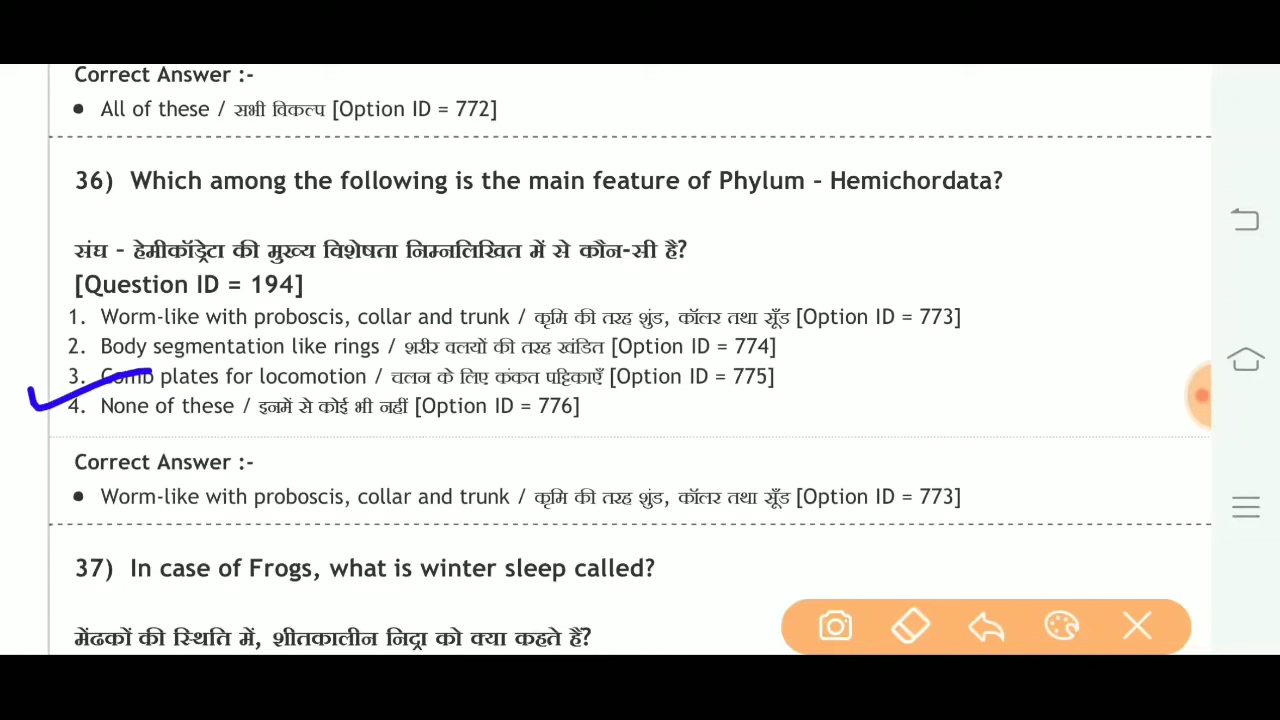 Correct Answer :-
• All of these / सभी विकल्प [Option ID = 772]
36) Which among the following is the main feature of Phylum – Hemichordata?
संघ – हेमीकॉर्डेटा की मुख्य विशेषता निम्नलिखित में से कौन-सी है?
[Question ID = 194]
1. Worm-like with proboscis, collar and trunk / कृमि की तरह शुंड, कॉलर तथा सूँड [Option ID = 773]
2. Body segmentation like rings / शरीर वलयों की तरह खंडित [Option ID = 774]
3. Comb plates for locomotion / चलन के लिए कंकत पट्टिकाएँ [Option ID = 775]
4. None of these / इनमें से कोई भी नहीं [Option ID = 776]
Correct Answer :-
• Worm-like with proboscis, collar and trunk / कृमि की तरह शुंड, कॉलर तथा सूँड [Option ID = 773]
37) In case of Frogs, what is winter sleep called?
मेंढकों की स्थिति में, शीतकालीन निद्रा को क्या कहते हैं?